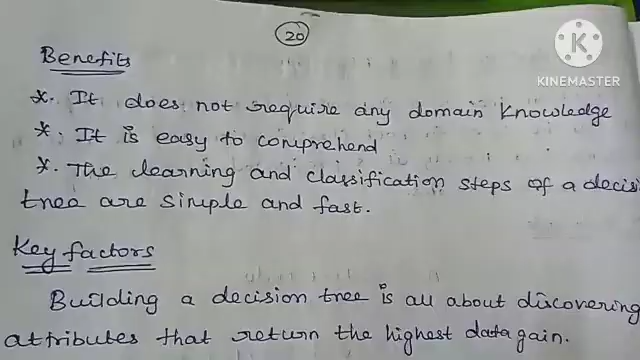 20
KINEMASTER
Benefits
*. It does not require any domain knowledge
*. It is easy to comprehend
*. The learning and classification steps of a decisi
tree are simple and fast.
Key factors
Building a decision tree is all about discovering
attributes that return the highest data gain.